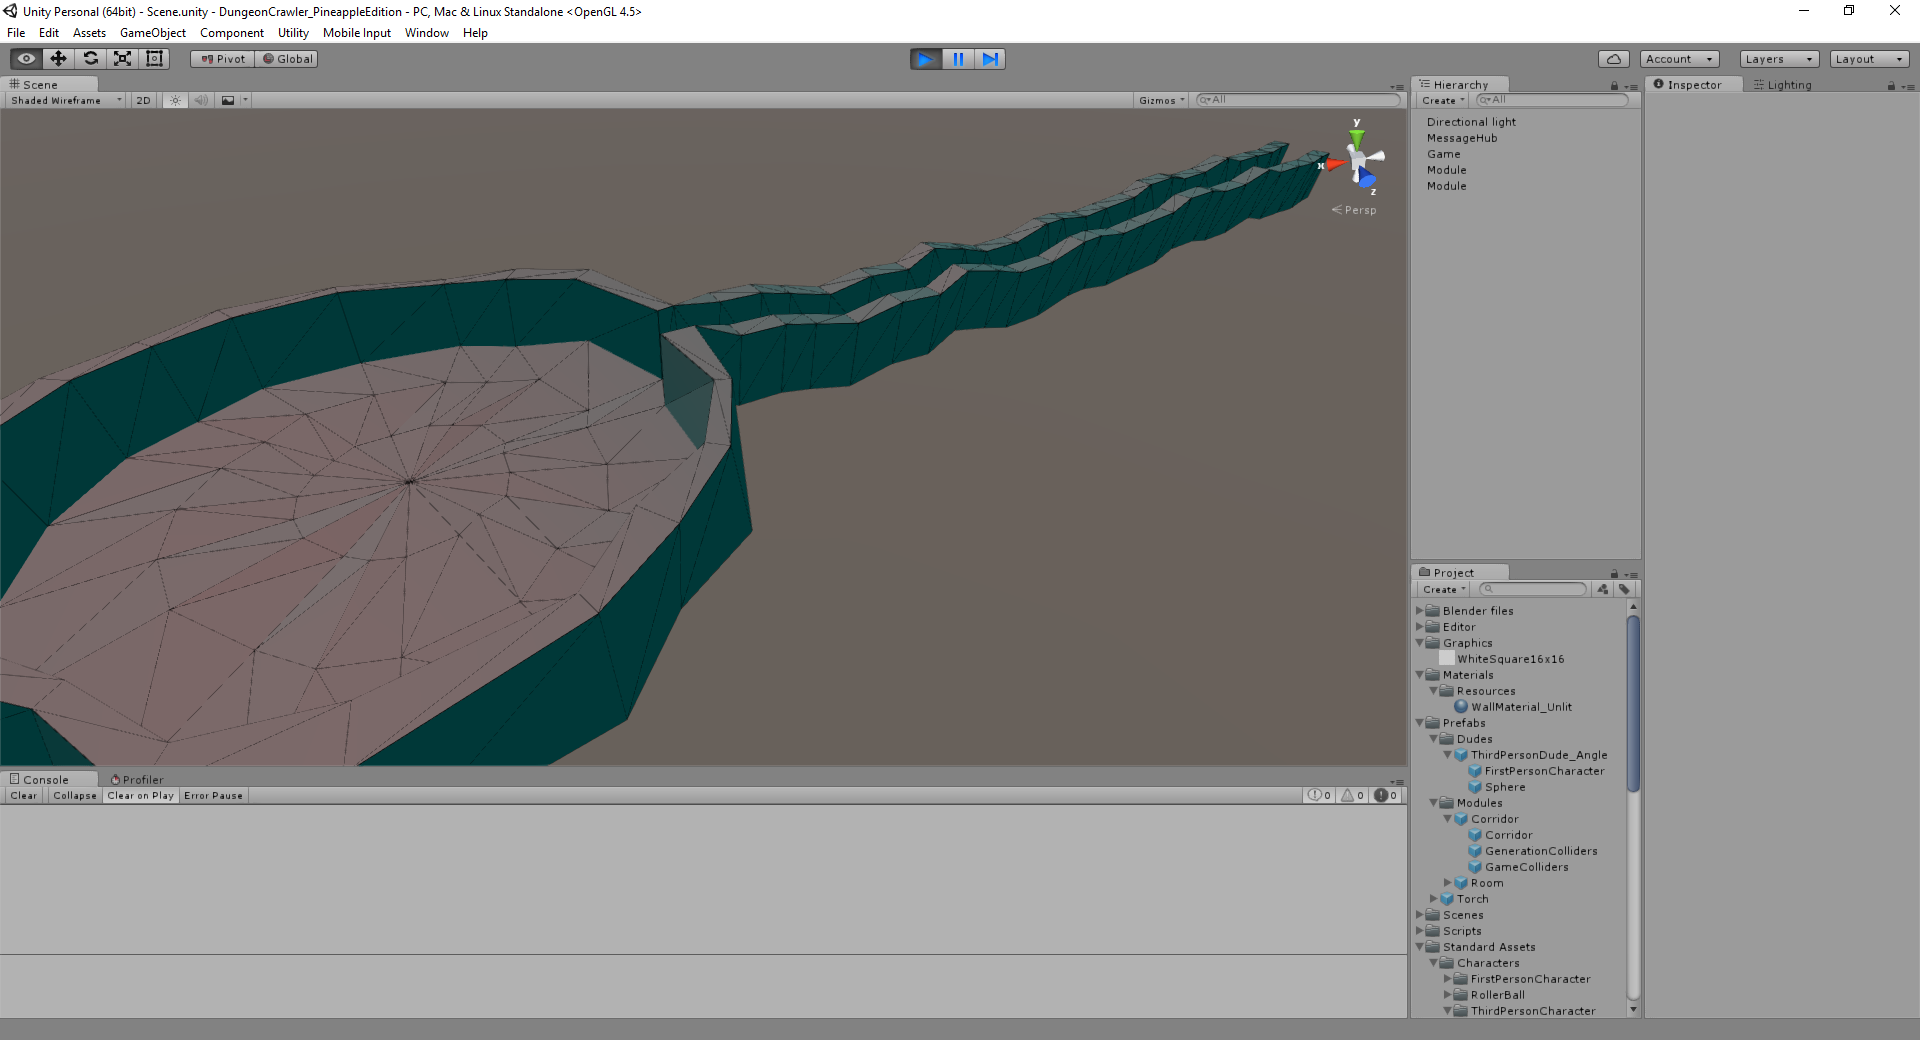 Unity Personal (64bit) - Scene.unity - DungeonCrawler_PineappleEdition - PC, Mac & Linux Standalone <OpenGL 4.5>
File Edit Assets GameObject Component Utility Mobile Input Window Help
Pivot Global Account Layers Layout
Scene
Shaded Wireframe 2D Gizmos All
y
x
z
Persp
Hierarchy
Create All
Directional light
MessageHub
Game
Module
Module
Inspector Lighting
Project
Create
Blender files
Editor
Graphics
WhiteSquare16x16
Materials
Resources
WallMaterial_Unlit
Prefabs
Dudes
ThirdPersonDude_Angle
FirstPersonCharacter
Sphere
Modules
Corridor
Corridor
GenerationColliders
GameColliders
Room
Torch
Scenes
Scripts
Standard Assets
Characters
FirstPersonCharacter
RollerBall
ThirdPersonCharacter
Console Profiler
Clear Collapse Clear on Play Error Pause 0 0 0